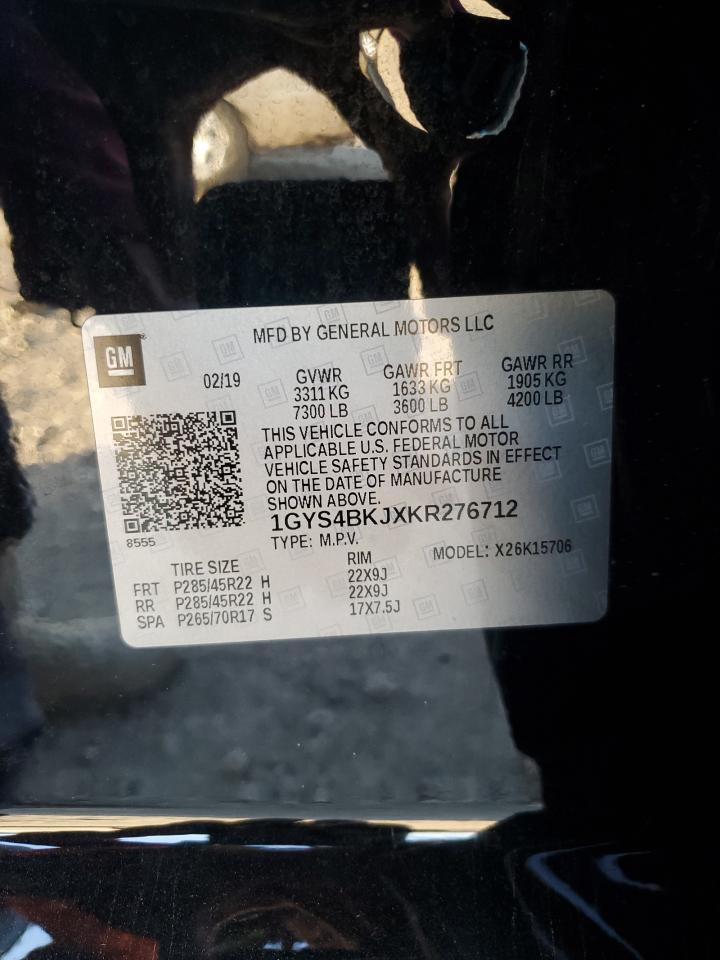 MFD BY GENERAL MOTORS LLC
GM
02/19
GVWR GAWR FRT GAWR RR
3311 KG 1633 KG 1905 KG
7300 LB 3600 LB 4200 LB
THIS VEHICLE CONFORMS TO ALL
APPLICABLE U.S. FEDERAL MOTOR
VEHICLE SAFETY STANDARDS IN EFFECT
ON THE DATE OF MANUFACTURE
SHOWN ABOVE.
1GYS4BKJXKR276712
8555
TYPE: M.P.V. MODEL: X26K15706
TIRE SIZE RIM
FRT P285/45R22 H 22X9J
RR P285/45R22 H 22X9J
SPA P265/70R17 S 17X7.5J